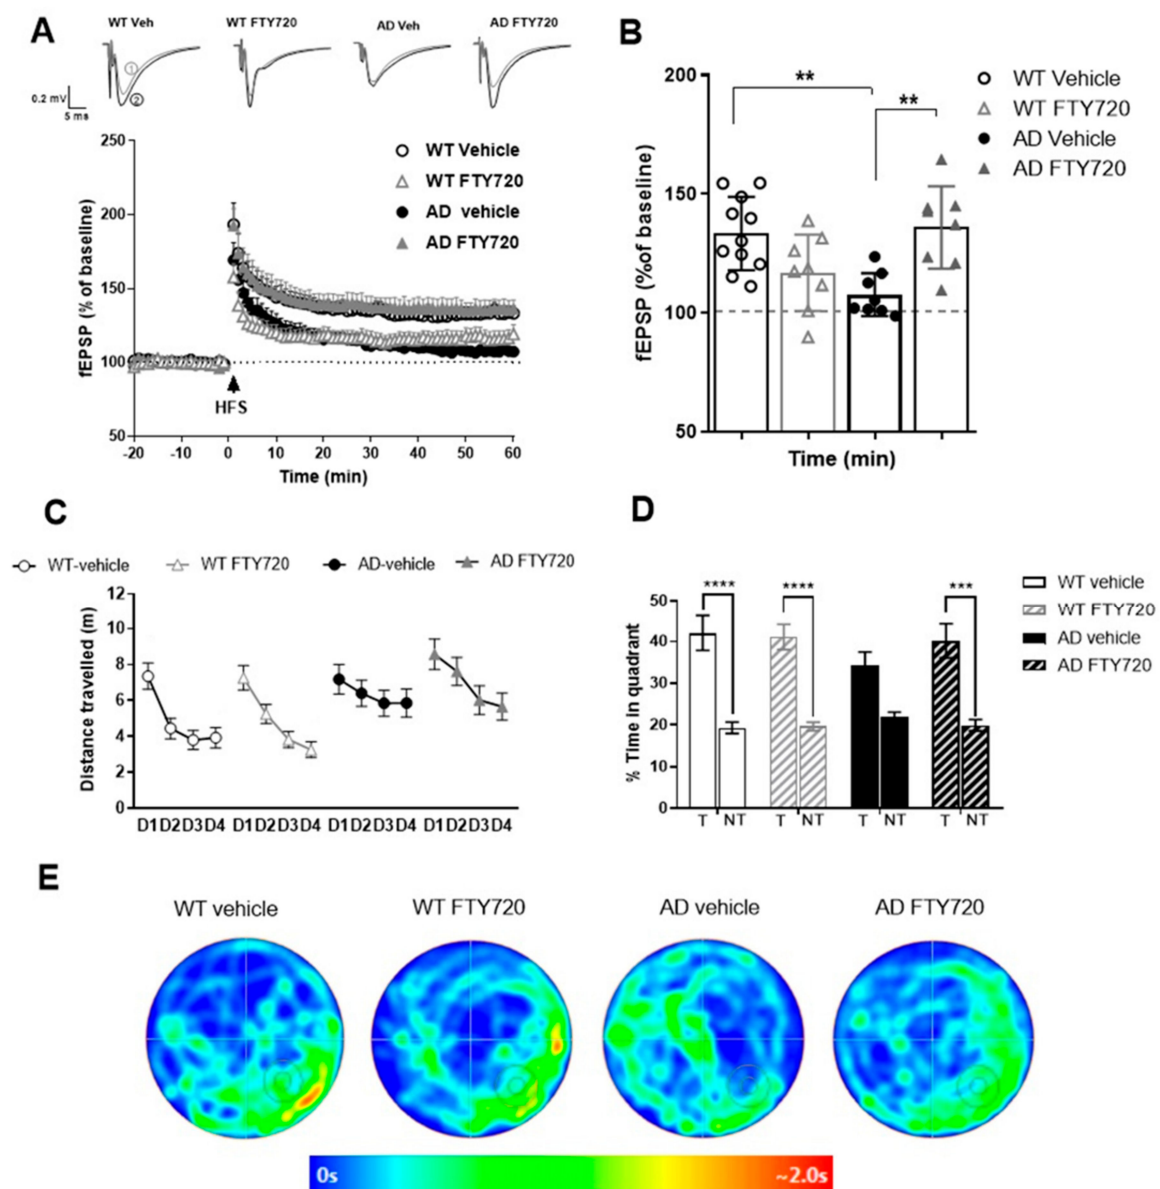 A
WT Veh
WT FTY720
AD Veh
AD FTY720
1
2
0.2 mV
5 ms
fEPSP (% of baseline)
250
200
150
100
50
WT Vehicle
WT FTY720
AD vehicle
AD FTY720
HFS
-20 -10 0 10 20 30 40 50 60
Time (min)
B
fEPSP (%of baseline)
200
150
100
50
**
**
WT Vehicle
WT FTY720
AD Vehicle
AD FTY720
Time (min)
C
WT-vehicle
WT FTY720
AD-vehicle
AD FTY720
Distance travelled (m)
12
10
8
6
4
2
0
D1D2D3D4 D1D2D3D4 D1D2D3D4 D1D2D3D4
D
% Time in quadrant
50
40
30
20
10
0
**** **** ***
T NT T NT T NT T NT
WT vehicle
WT FTY720
AD vehicle
AD FTY720
E
WT vehicle
WT FTY720
AD vehicle
AD FTY720
0s
~2.0s